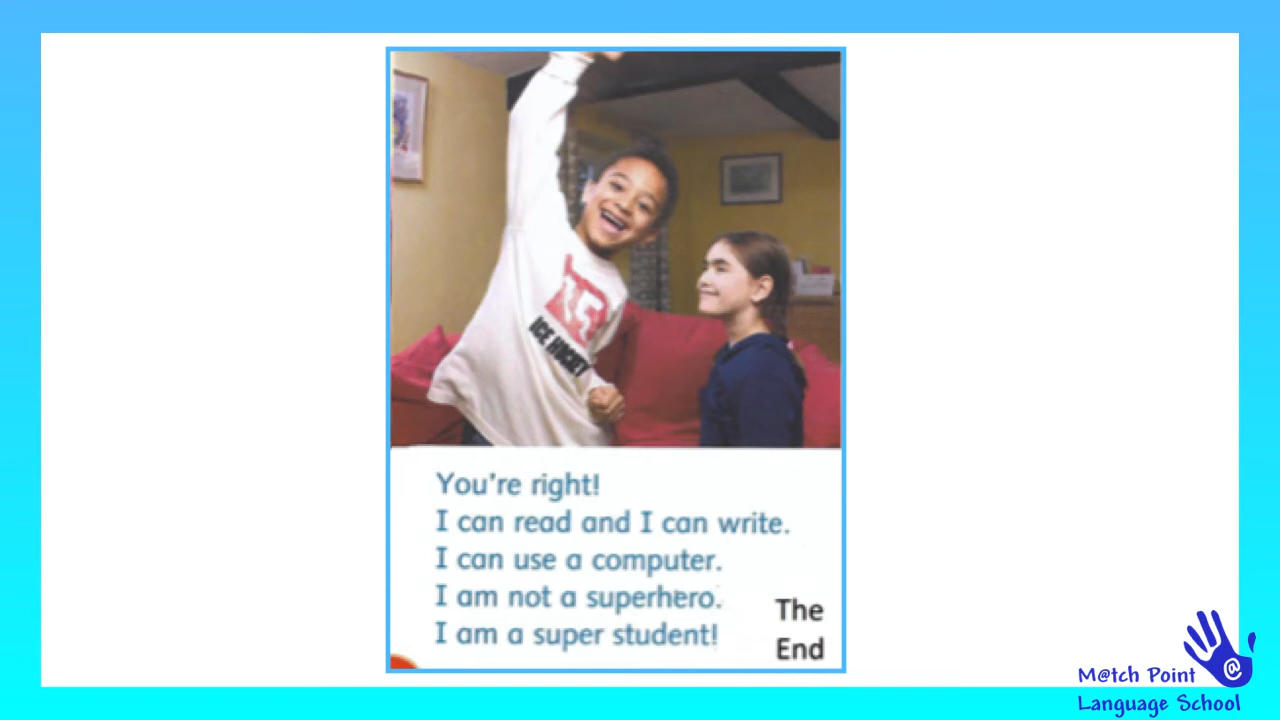 15
ICE HOCKEY
You're right!
I can read and I can write.
I can use a computer.
I am not a superhero.
I am a super student!
The
End
M@tch Point
@
Language School